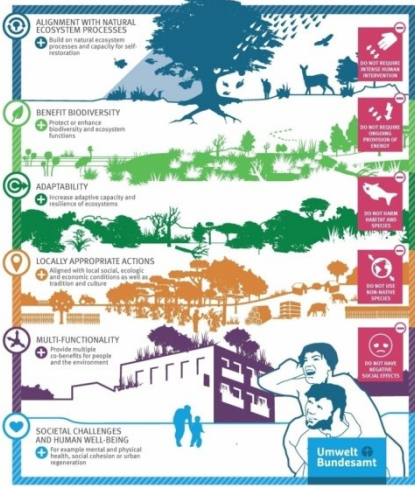 ALIGNMENT WITH NATURAL
ECOSYSTEM PROCESSES
Build on natural ecosystem
processes and capacity for self-
restoration
DO NOT REQUIRE
INTENSE HUMAN
INTERVENTION
BENEFIT BIODIVERSITY
Protect or enhance
biodiversity and ecosystem
functions
DO NOT REQUIRE
ONGOING
PROVISION OF
ENERGY
ADAPTABILITY
Increase adaptive capacity and
resilience of ecosystems
DO NOT HARM
HABITAT AND
SPECIES
LOCALLY APPROPRIATE ACTIONS
Aligned with local social, ecologic
and economic conditions as well as
tradition and culture
DO NOT USE
NON-NATIVE
SPECIES
MULTI-FUNCTIONALITY
Provide multiple
co-benefits for people
and the environment
DO NOT HAVE
NEGATIVE
SOCIAL EFFECTS
SOCIETAL CHALLENGES
AND HUMAN WELL-BEING
For example mental and physical
health, social cohesion or urban
regeneration
Umwelt
Bundesamt